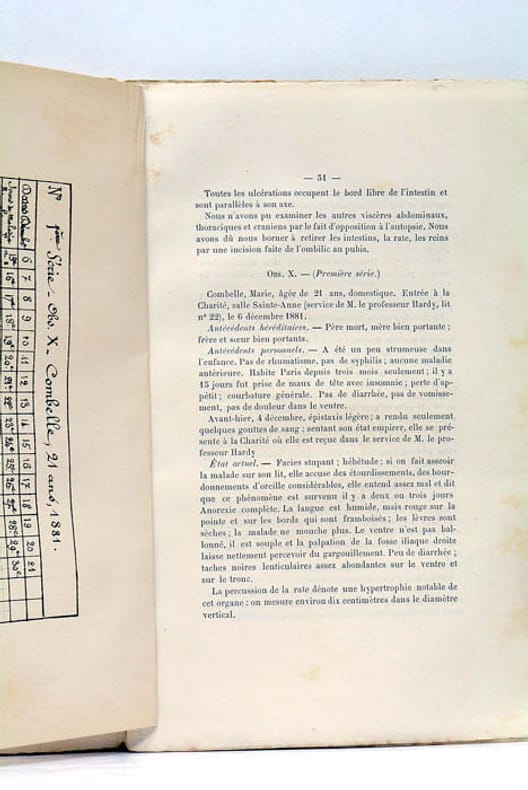 Nº 1ère Série - Obs. X - Combelle, 21 ans, 1881.
6 7 8 9 10 11 12 13 14 15 16 17 18 19 20 21
— 51 —
Toutes les ulcérations occupent le bord libre de l'intestin et
sont parallèles à son axe.
Nous n'avons pu examiner les autres viscères abdominaux,
thoraciques et craniens par le fait d'opposition à l'autopsie. Nous
avons dû nous borner à retirer les intestins, la rate, les reins
par une incision faite de l'ombilic au pubis.
Obs. X. — (Première série.)
Combelle, Marie, âgée de 21 ans, domestique. Entrée à la
Charité, salle Sainte-Anne (service de M. le professeur Hardy, lit
nº 22), le 6 décembre 1881.
Antécédents héréditaires. — Père mort, mère bien portante ;
frère et sœur bien portants.
Antécédents personnels. — A été un peu strumeuse dans
l'enfance. Pas de rhumatisme, pas de syphilis ; aucune maladie
antérieure. Habite Paris depuis trois mois seulement ; il y a
15 jours fut prise de maux de tête avec insomnie ; perte d'ap-
pétit ; courbature générale. Pas de diarrhée, pas de vomisse-
ment, pas de douleur dans le ventre.
Avant-hier, 4 décembre, épistaxis légère ; a rendu seulement
quelques gouttes de sang : sentant son état empirer, elle se pré-
sente à la Charité où elle est reçue dans le service de M. le pro-
fesseur Hardy
État actuel. — Facies stupant ; hébétude ; si on fait asseoir
la malade sur son lit, elle accuse des étourdissements, des bour-
donnements d'oreille considérables, elle entend assez mal et dit
que ce phénomène est survenu il y a deux ou trois jours
Anorexie complète. La langue est humide, mais rouge sur la
pointe et sur les bords qui sont framboisés ; les lèvres sont
sèches ; la malade ne mouche plus. Le ventre n'est pas bal-
lonné, il est souple et la palpation de la fosse iliaque droite
laisse nettement percevoir du gargouillement. Peu de diarrhée ;
taches noires lenticulaires assez abondantes sur le ventre et
sur le tronc.
La percussion de la rate dénote une hypertrophie notable de
cet organe : on mesure environ dix centimètres dans le diamètre
vertical.